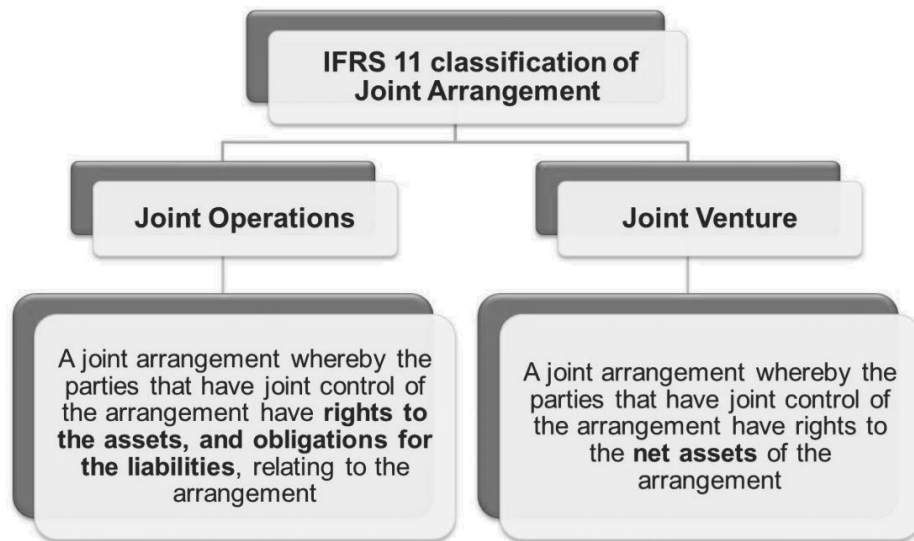 IFRS 11 classification of
Joint Arrangement
Joint Operations
Joint Venture
A joint arrangement whereby the
parties that have joint control of
the arrangement have rights to
the assets, and obligations for
the liabilities, relating to the
arrangement
A joint arrangement whereby the
parties that have joint control of
the arrangement have rights to
the net assets of the
arrangement